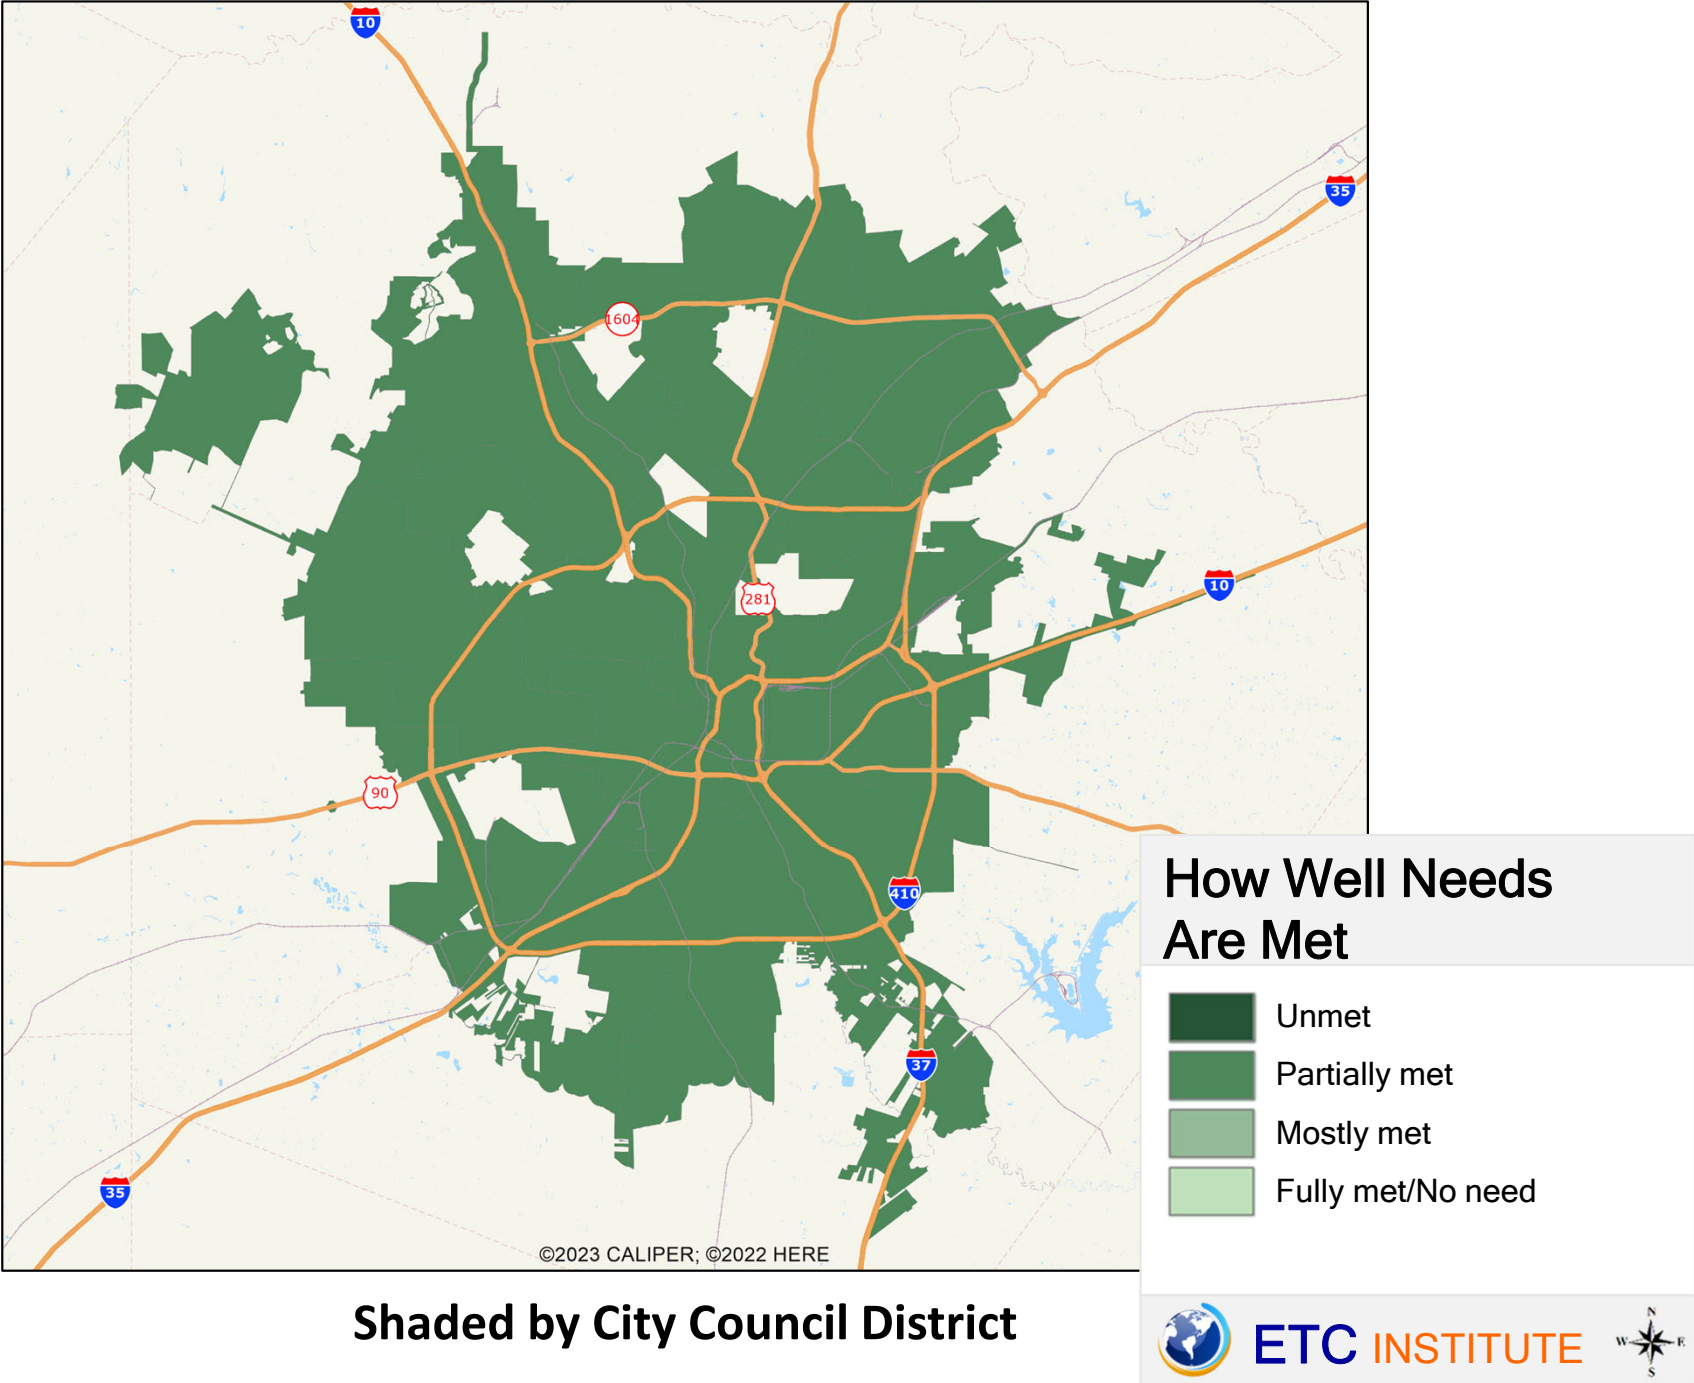 10
35
1604
281
10
90
410
37
35
©2023 CALIPER; ©2022 HERE
Shaded by City Council District
How Well Needs
Are Met
Unmet
Partially met
Mostly met
Fully met/No need
ETC INSTITUTE
N
W E
S